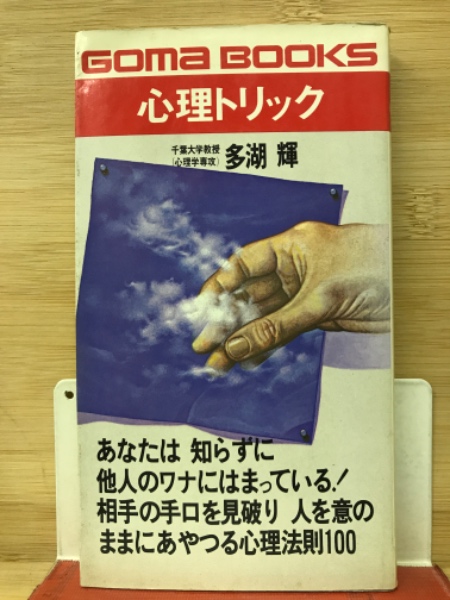 GOMA BOOKS
心理トリック
千葉大学教授
(心理学専攻)
多湖 輝
あなたは 知らずに
他人のワナにはまっている!
相手の手口を見破り 人を意の
ままにあやつる心理法則100